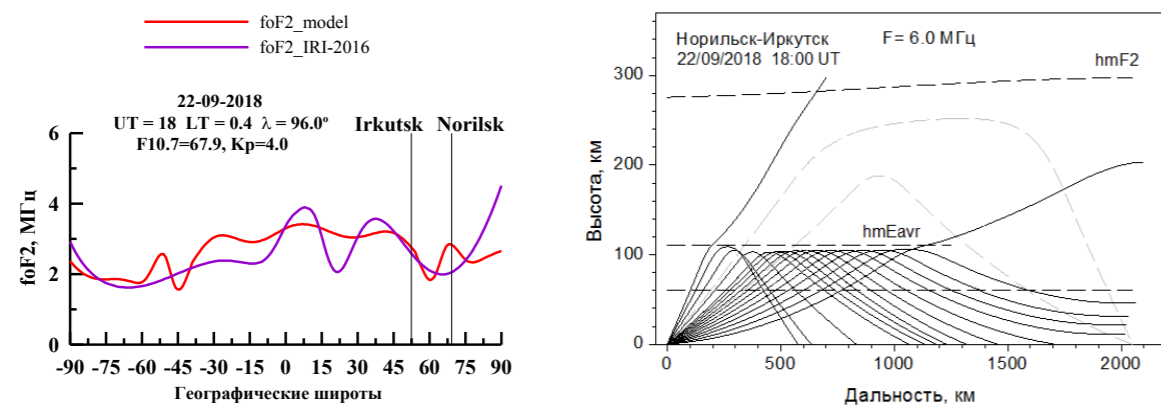 foF2_model
foF2_IRI-2016
22-09-2018
UT = 18 LT = 0.4 λ = 96.0º
F10.7=67.9, Kp=4.0
Irkutsk Norilsk
foF2, МГц
6
4
2
0
-90 -75 -60 -45 -30 -15 0 15 30 45 60 75 90
Географические широты
Норильск-Иркутск F= 6.0 МГц
22/09/2018 18:00 UT
hmF2
hmEavr
Высота, км
300
200
100
0
0 500 1000 1500 2000
Дальность, км